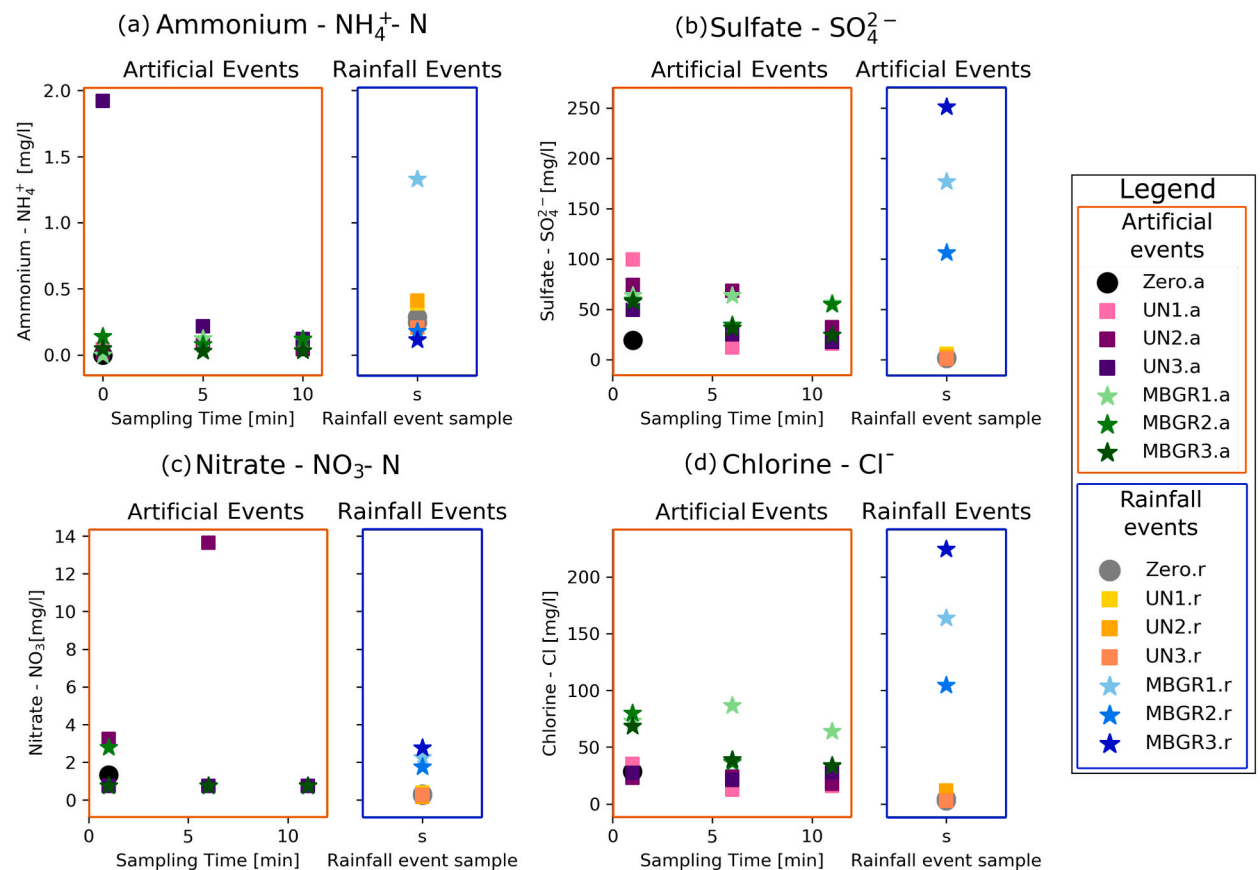 (a) Ammonium - NH₄⁺- N
Artificial Events
Rainfall Events
2.0
1.5
1.0
0.5
0.0
Ammonium - NH₄⁺ [mg/l]
0 5 10
Sampling Time [min]
s
Rainfall event sample
(b) Sulfate - SO₄²⁻
Artificial Events
Artificial Events
250
200
150
100
50
0
Sulfate - SO₄²⁻ [mg/l]
0 5 10
Sampling Time [min]
s
Rainfall event sample
(c) Nitrate - NO₃- N
Artificial Events
Rainfall Events
14
12
10
8
6
4
2
0
Nitrate - NO₃[mg/l]
0 5 10
Sampling Time [min]
s
Rainfall event sample
(d) Chlorine - Cl⁻
Artificial Events
Rainfall Events
200
150
100
50
0
Chlorine - Cl [mg/l]
0 5 10
Sampling Time [min]
s
Rainfall event sample
Legend
Artificial
events
Zero.a
UN1.a
UN2.a
UN3.a
MBGR1.a
MBGR2.a
MBGR3.a
Rainfall
events
Zero.r
UN1.r
UN2.r
UN3.r
MBGR1.r
MBGR2.r
MBGR3.r